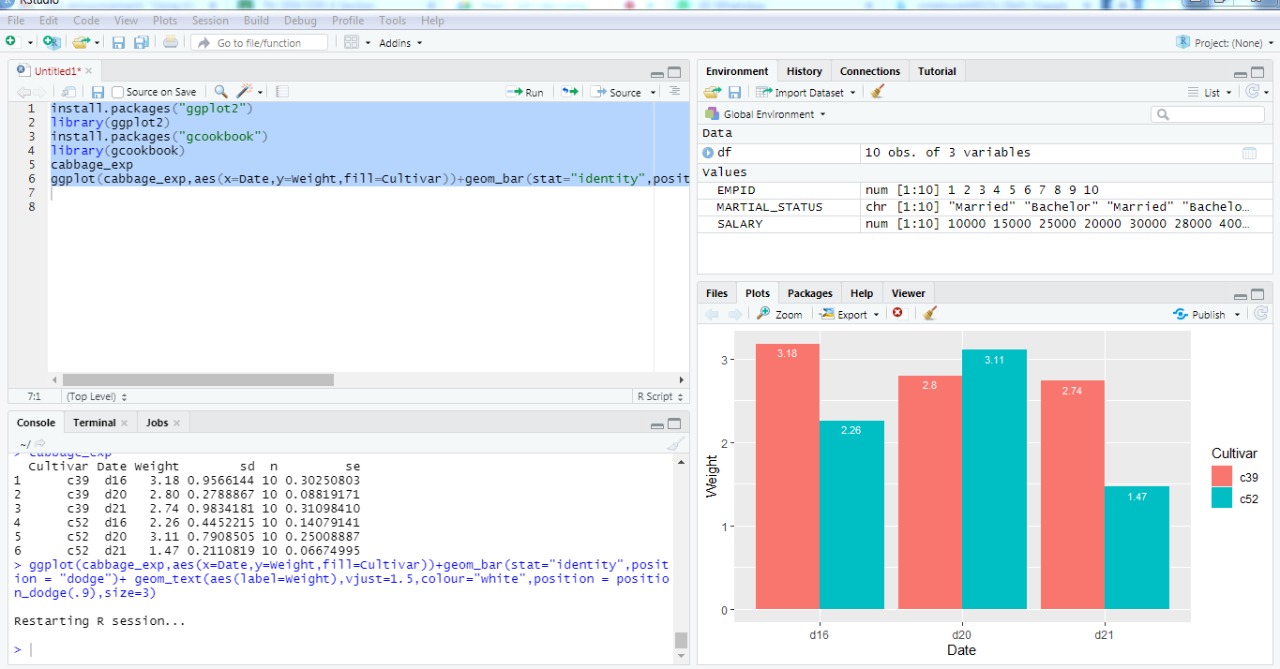 RStudio
File Edit Code View Plots Session Build Debug Profile Tools Help
Go to file/function Addins Project: (None)
Untitled1*
Source on Save Run Source
1 install.packages("ggplot2")
2 library(ggplot2)
3 install.packages("gcookbook")
4 library(gcookbook)
5 cabbage_exp
6 ggplot(cabbage_exp,aes(x=Date,y=Weight,fill=Cultivar))+geom_bar(stat="identity",posit
7
8
7:1 (Top Level) R Script
Console Terminal Jobs
~/
> cabbage_exp
Cultivar Date Weight sd n se
1 c39 d16 3.18 0.9566144 10 0.30250803
2 c39 d20 2.80 0.2788867 10 0.08819171
3 c39 d21 2.74 0.9834181 10 0.31098410
4 c52 d16 2.26 0.4452215 10 0.14079141
5 c52 d20 3.11 0.7908505 10 0.25008887
6 c52 d21 1.47 0.2110819 10 0.06674995
> ggplot(cabbage_exp,aes(x=Date,y=Weight,fill=Cultivar))+geom_bar(stat="identity",posit
ion = "dodge")+ geom_text(aes(label=Weight),vjust=1.5,colour="white",position = positio
n_dodge(.9),size=3)
Restarting R session...
>
Environment History Connections Tutorial
Import Dataset List
Global Environment
Data
df 10 obs. of 3 variables
Values
EMPID num [1:10] 1 2 3 4 5 6 7 8 9 10
MARTIAL_STATUS chr [1:10] "Married" "Bachelor" "Married" "Bachelo…
SALARY num [1:10] 10000 15000 25000 20000 30000 28000 400…
Files Plots Packages Help Viewer
Zoom Export Publish
Weight
3
2
1
0
3.18
2.26
2.8
3.11
2.74
1.47
d16 d20 d21
Date
Cultivar
c39
c52